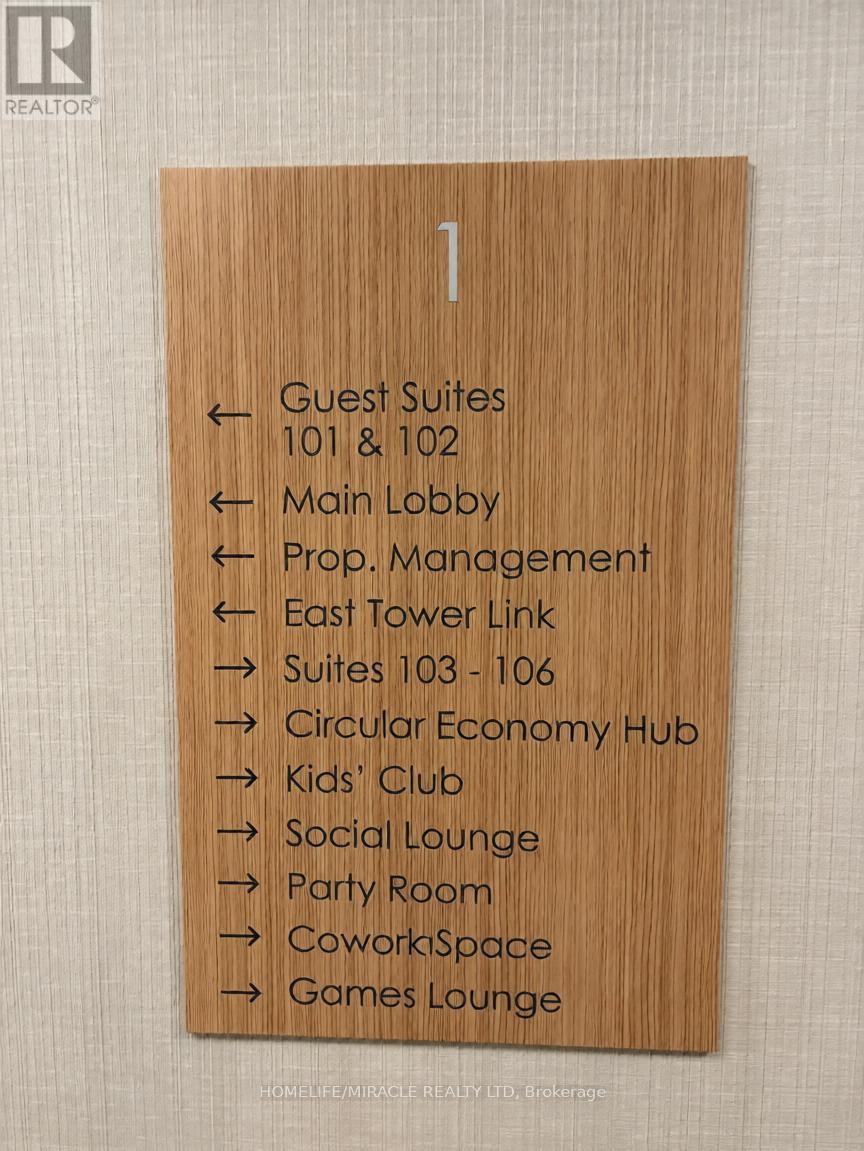 REALTOR®
1
← Guest Suites
101 & 102
← Main Lobby
← Prop. Management
← East Tower Link
→ Suites 103 - 106
→ Circular Economy Hub
→ Kids’ Club
→ Social Lounge
→ Party Room
→ CoworkıSpace
→ Games Lounge
HOMELIFE/MIRACLE REALTY LTD, Brokerage